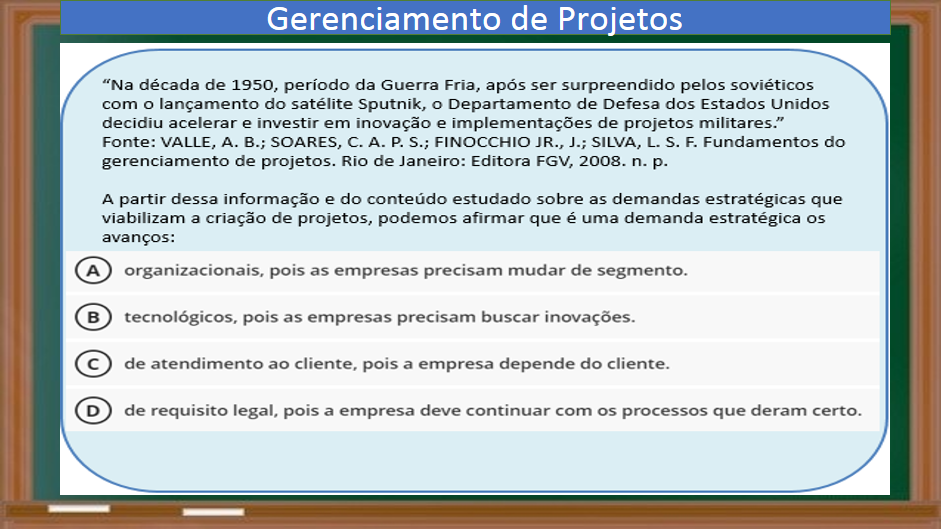 Gerenciamento de Projetos
“Na década de 1950, período da Guerra Fria, após ser surpreendido pelos soviéticos
com o lançamento do satélite Sputnik, o Departamento de Defesa dos Estados Unidos
decidiu acelerar e investir em inovação e implementações de projetos militares.”
Fonte: VALLE, A. B.; SOARES, C. A. P. S.; FINOCCHIO JR., J.; SILVA, L. S. F. Fundamentos do
gerenciamento de projetos. Rio de Janeiro: Editora FGV, 2008. n. p.
A partir dessa informação e do conteúdo estudado sobre as demandas estratégicas que
viabilizam a criação de projetos, podemos afirmar que é uma demanda estratégica os
avanços:
A organizacionais, pois as empresas precisam mudar de segmento.
B tecnológicos, pois as empresas precisam buscar inovações.
C de atendimento ao cliente, pois a empresa depende do cliente.
D de requisito legal, pois a empresa deve continuar com os processos que deram certo.